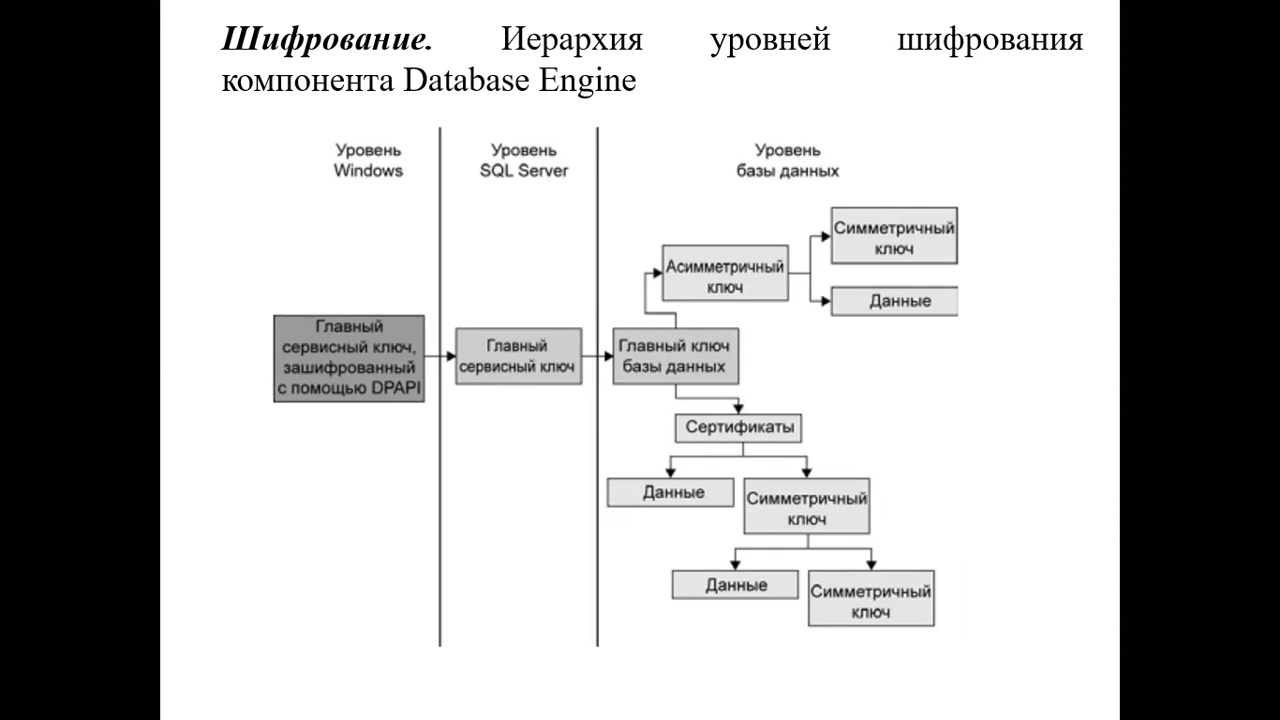 Шифрование. Иерархия уровней шифрования
компонента Database Engine
Уровень
Windows
Уровень
SQL Server
Уровень
базы данных
Симметричный
ключ
Асимметричный
ключ
Данные
Главный
сервисный ключ,
зашифрованный
с помощью DPAPI
Главный
сервисный ключ
Главный ключ
базы данных
Сертификаты
Данные
Симметричный
ключ
Данные
Симметричный
ключ